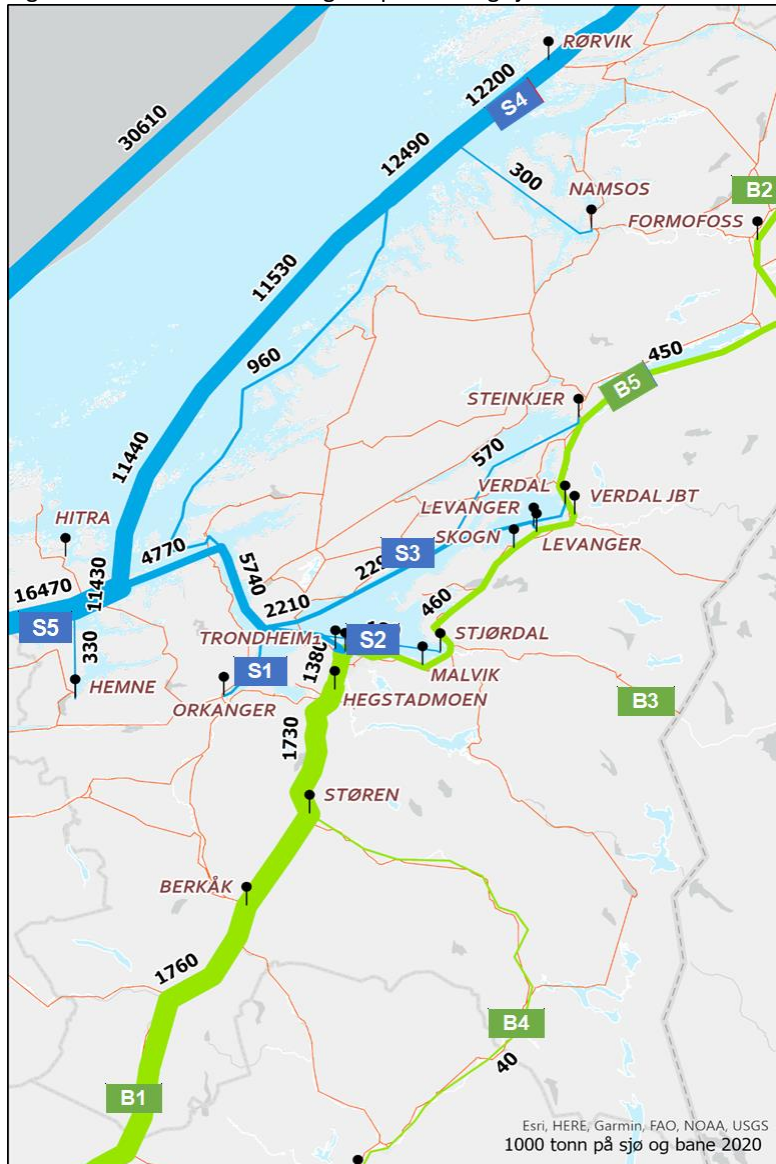 RØRVIK
12200
S4
30610
12490
300
NAMSOS
B2
FORMOFOSS
11530
960
450
B5
STEINKJER
11440
570
VERDAL
VERDAL JBT
LEVANGER
HITRA
SKOGN
LEVANGER
4770
S3
5740
16470
11430
2210
460
S5
TRONDHEIM1
S2
STJØRDAL
330
S1
1380
MALVIK
HEMNE
HEGSTADMOEN
ORKANGER
B3
1730
STØREN
BERKÅK
1760
B4
40
B1
Esri, HERE, Garmin, FAO, NOAA, USGS
1000 tonn på sjø og bane 2020